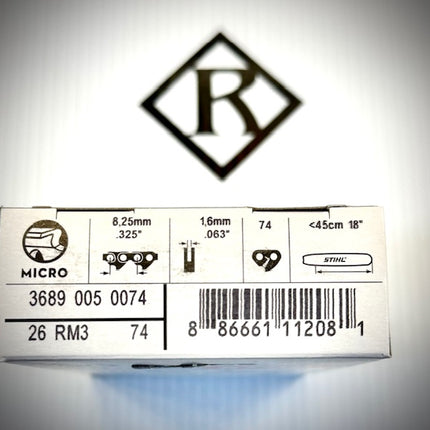 R
8,25mm
.325"
1,6mm
.063"
74
<45cm 18"
STIHL
MICRO
3689 005 0074
26 RM3 74
8 86661 11208 1